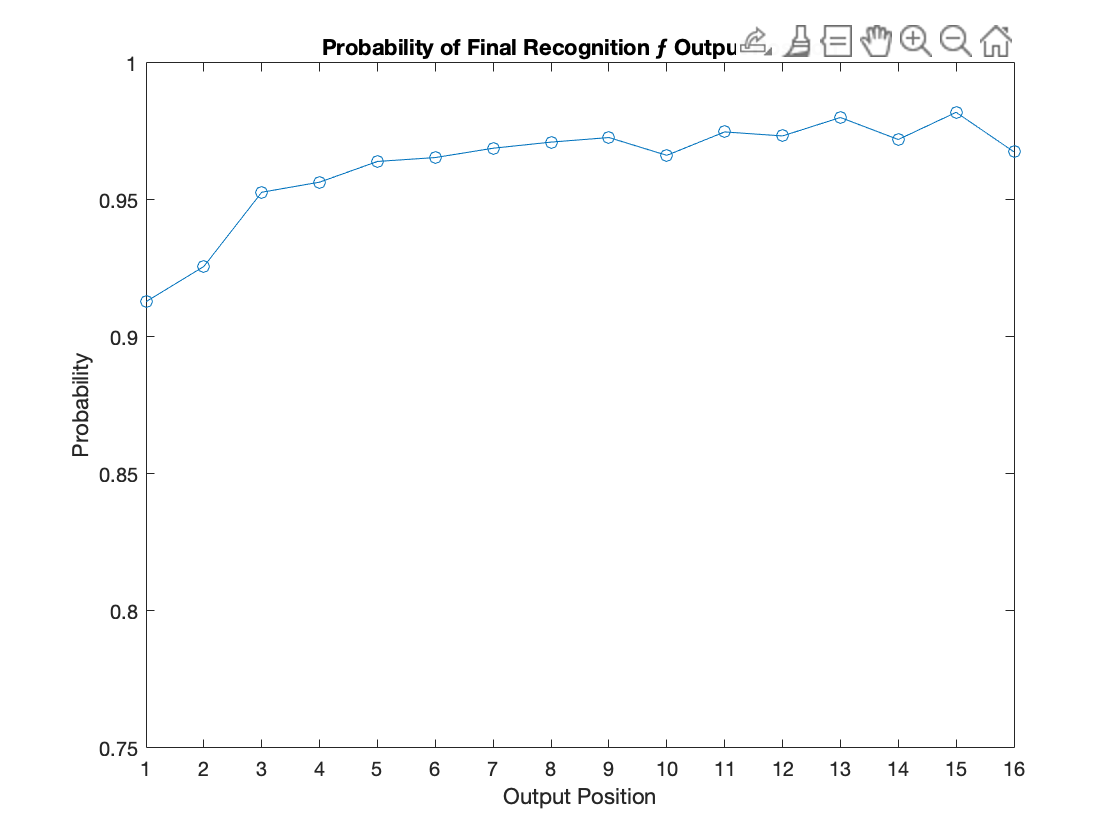 Probability of Final Recognition ƒ Outpu
1
0.95
0.9
0.85
0.8
0.75
Probability
1 2 3 4 5 6 7 8 9 10 11 12 13 14 15 16
Output Position